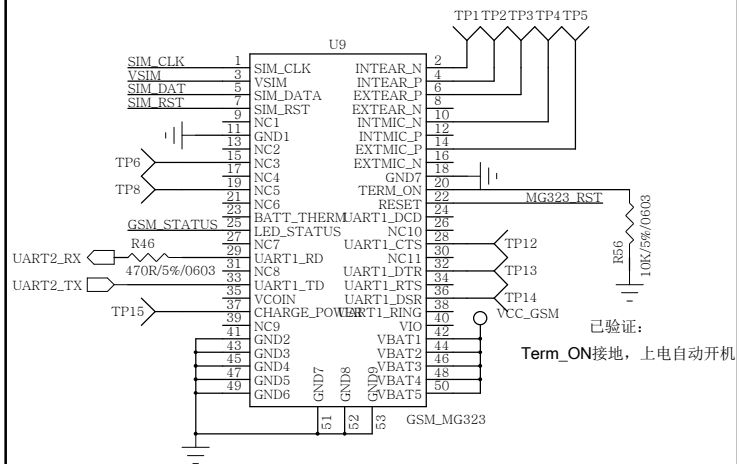 TP1TP2TP3TP4TP5
U9
SIM_CLK 1 SIM_CLK INTEAR_N 2
VSIM 3 VSIM INTEAR_P 4
SIM_DAT 5 SIM_DATA EXTEAR_P 6
SIM_RST 7 SIM_RST EXTEAR_N 8
9 NC1 INTMIC_N 10
11 GND1 INTMIC_P 12
13 NC2 EXTMIC_P 14
TP6 15 NC3 EXTMIC_N 16
17 NC4 GND7 18
TP8 19 NC5 TERM_ON 20
21 NC6 RESET 22 MG323_RST
23 BATT_THERM UART1_DCD 24
GSM_STATUS 25 LED_STATUS NC10 26
27 NC7 UART1_CTS 28 TP12
UART2_RX R46 470R/5%/0603 29 UART1_RD NC11 30
31 NC8 UART1_DTR 32 TP13
UART2_TX 33 UART1_TD UART1_RTS 34
35 VCOIN UART1_DSR 36 TP14
TP15 37 CHARGE_POWER UART1_RING 38 VCC_GSM
39 NC9 VIO 40
41 GND2 VBAT1 42
43 GND3 VBAT2 44
45 GND4 VBAT3 46
47 GND5 VBAT4 48
49 GND6 VBAT5 50
GND7 GND8 GND9
51 52 53
GSM_MG323
R56 10K/5%/0603
已验证：
Term_ON接地，上电自动开机